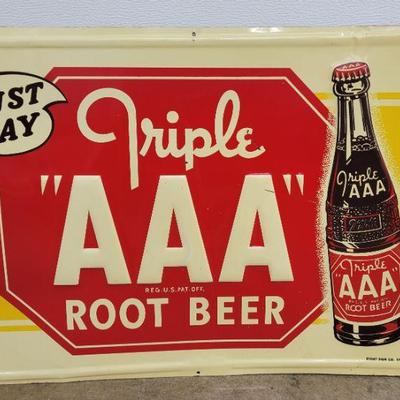 UST
AY
Triple
"AAA"
REG. U.S. PAT. OFF.
ROOT BEER
Triple
AAA
Triple
"AAA"
ROOT BEER